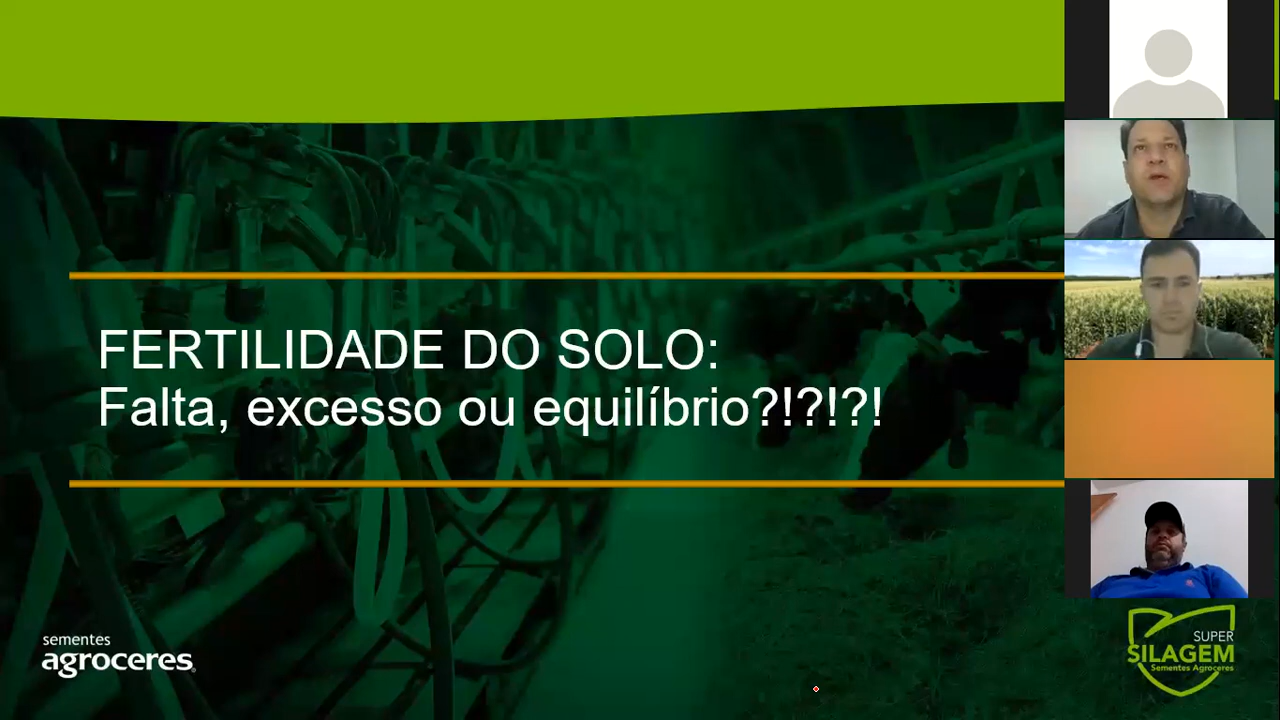 FERTILIDADE DO SOLO:
Falta, excesso ou equilíbrio?!?!?!
sementes
agroceres
SUPER
SILAGEM
Sementes Agroceres